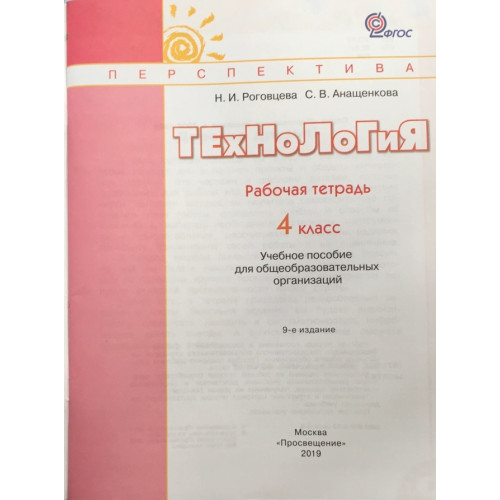 ФГОС
ПЕРСПЕКТИВА
Н. И. Роговцева С. В. Анащенкова
ТЕхНоЛоГиЯ
Рабочая тетрадь
4 класс
Учебное пособие
для общеобразовательных
организаций
9-е издание
Москва
«Просвещение»
2019